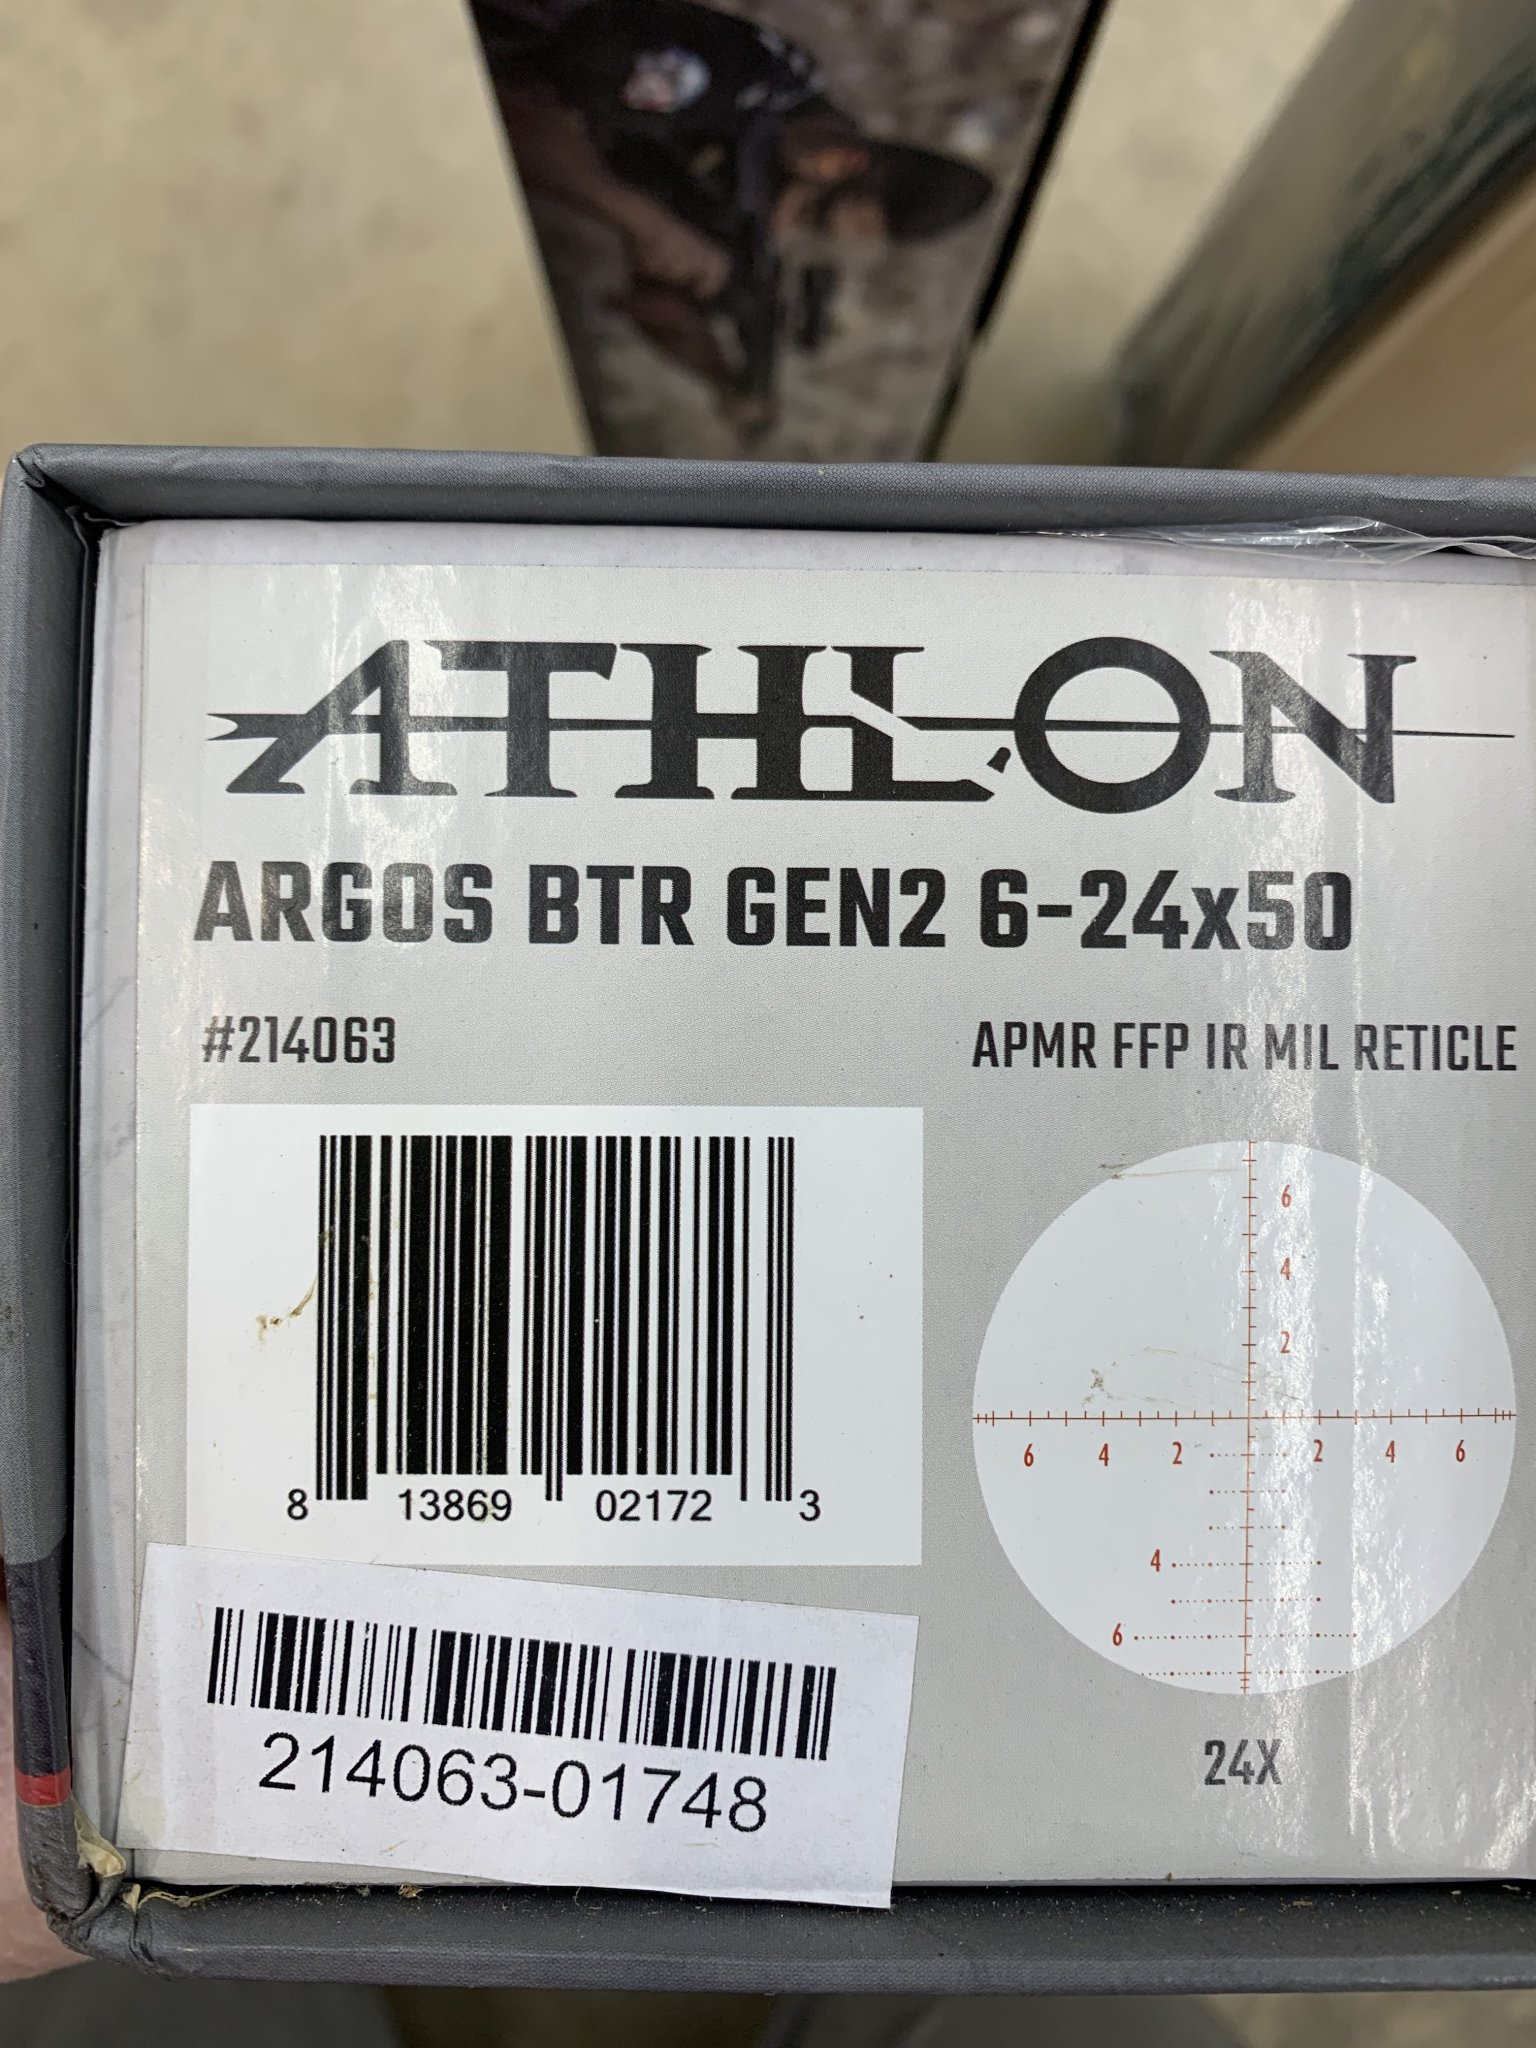 ATHLON
ARGOS BTR GEN2 6-24x50
#214063
APMR FFP IR MIL RETICLE
8 13869 02172 3
6
4
2
6 4 2 2 4 6
4
6
24X
214063-01748